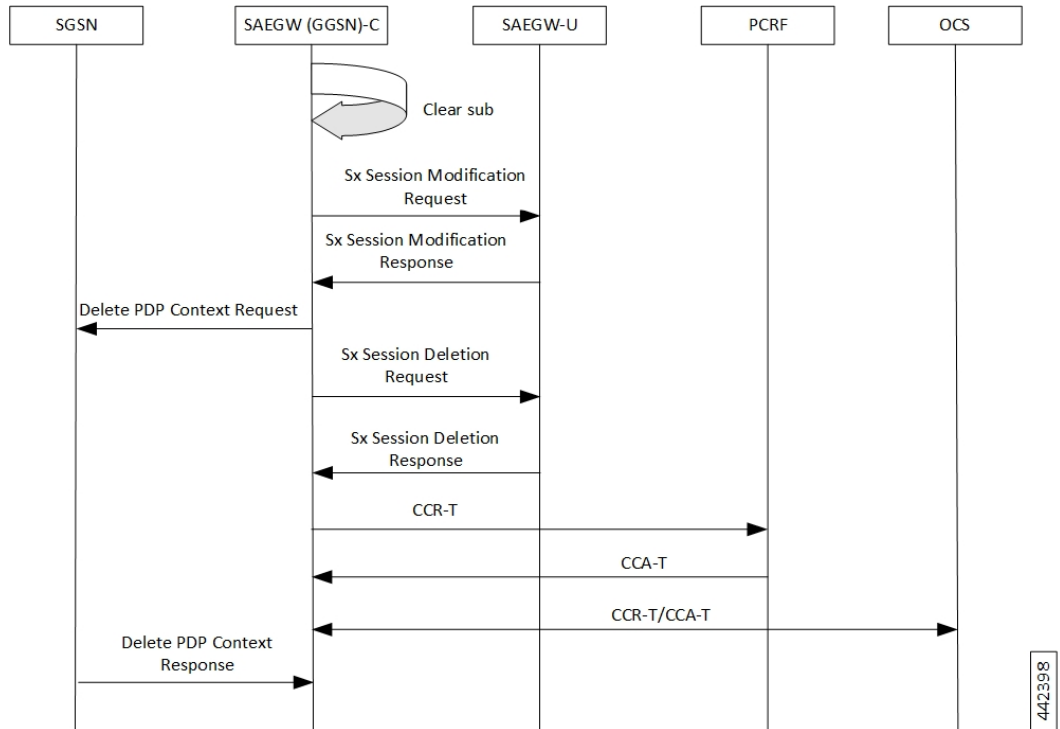 SGSN
SAEGW (GGSN)-C
SAEGW-U
PCRF
OCS
Clear sub
Sx Session Modification
Request
Sx Session Modification
Response
Delete PDP Context Request
Sx Session Deletion
Request
Sx Session Deletion
Response
CCR-T
CCA-T
CCR-T/CCA-T
Delete PDP Context
Response
442398